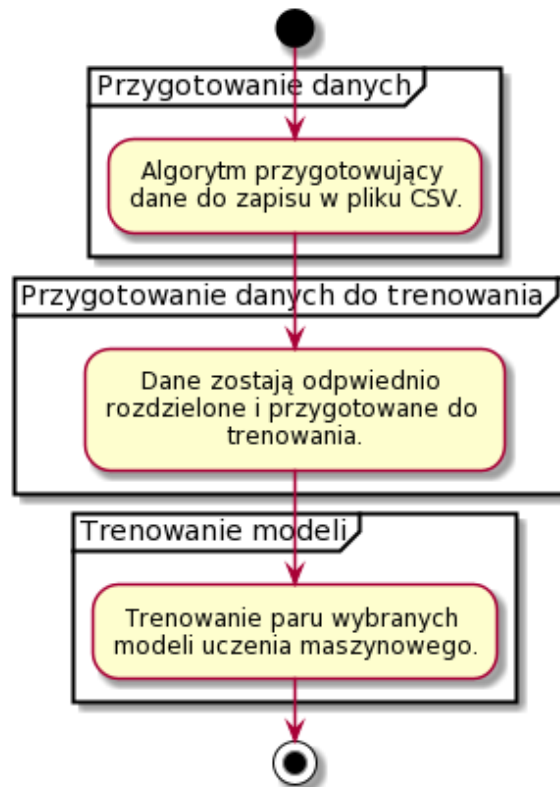 Przygotowanie danych
Algorytm przygotowujący
dane do zapisu w pliku CSV.
Przygotowanie danych do trenowania
Dane zostają odpwiednio
rozdzielone i przygotowane do
trenowania.
Trenowanie modeli
Trenowanie paru wybranych
modeli uczenia maszynowego.